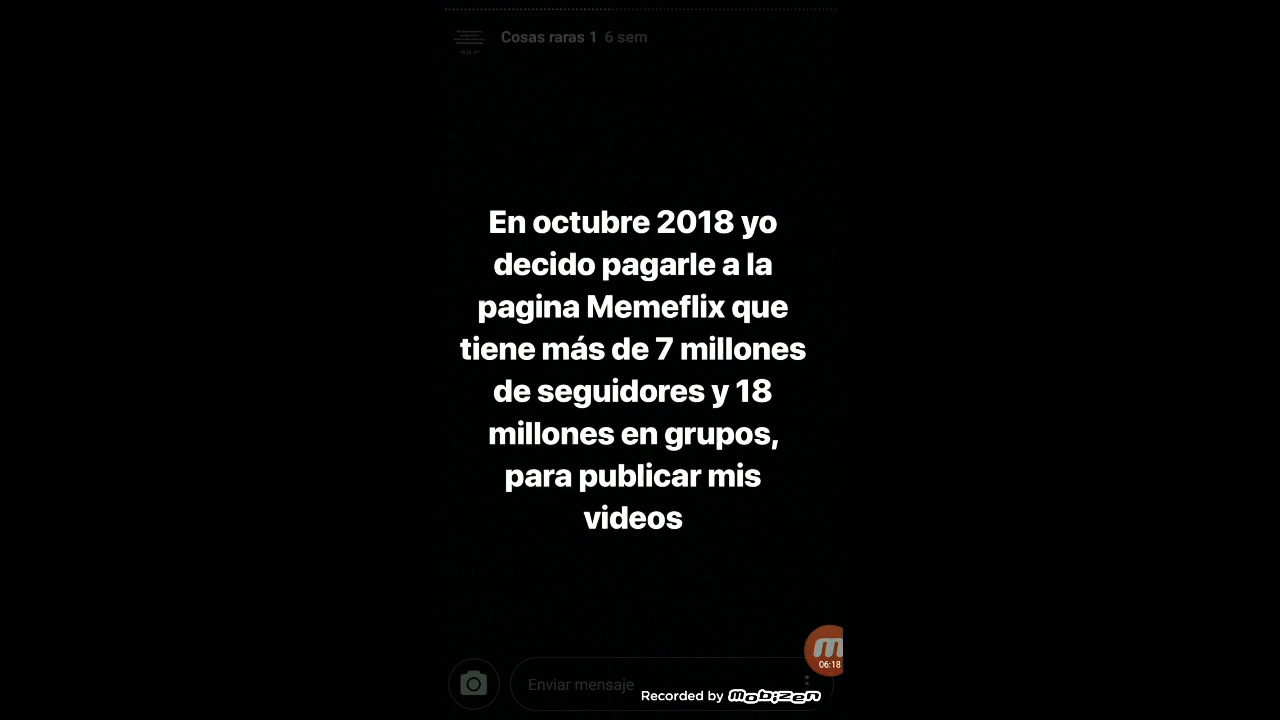 Cosas raras 1 6 sem
En octubre 2018 yo
decido pagarle a la
pagina Memeflix que
tiene más de 7 millones
de seguidores y 18
millones en grupos,
para publicar mis
videos
06:18
Enviar mensaje
Recorded by Mobizen